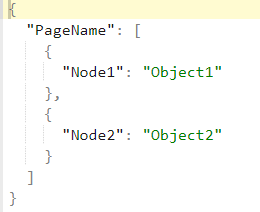 {
  "PageName": [
    {
      "Node1": "Object1"
    },
    {
      "Node2": "Object2"
    }
  ]
}